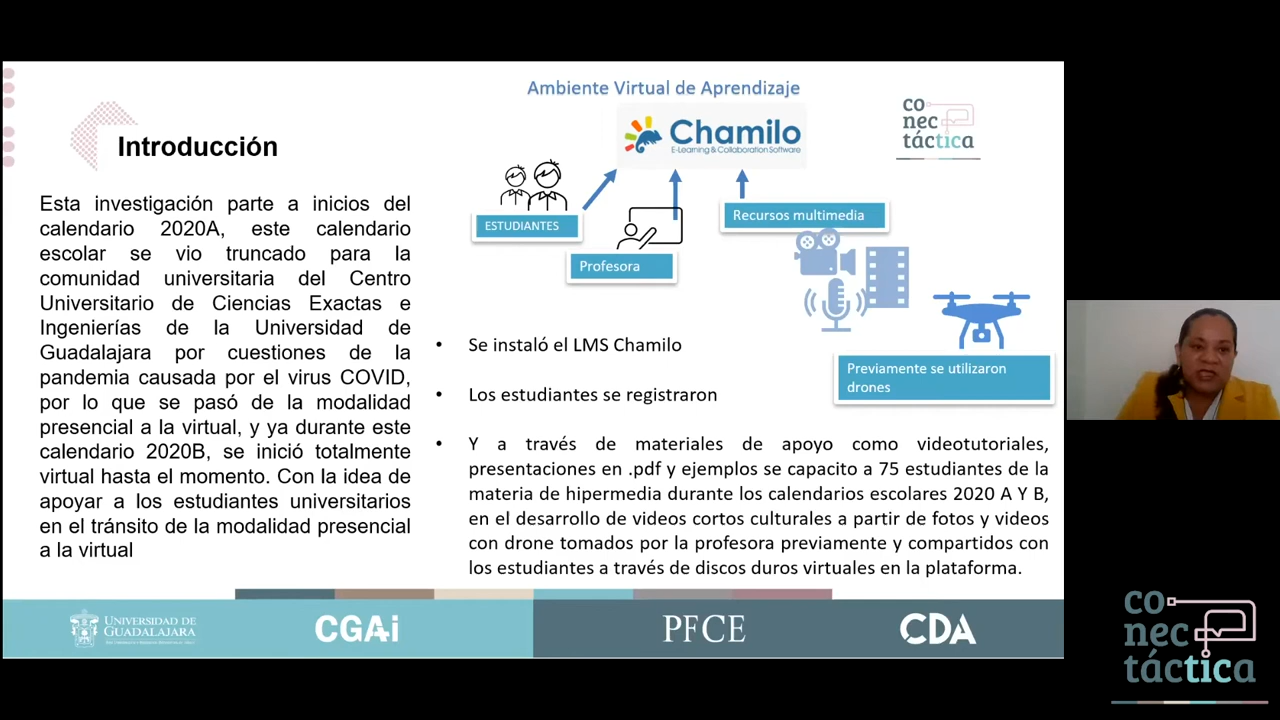 Introducción
Esta investigación parte a inicios del
calendario 2020A, este calendario
escolar se vio truncado para la
comunidad universitaria del Centro
Universitario de Ciencias Exactas e
Ingenierías de la Universidad de
Guadalajara por cuestiones de la
pandemia causada por el virus COVID,
por lo que se pasó de la modalidad
presencial a la virtual, y ya durante este
calendario 2020B, se inició totalmente
virtual hasta el momento. Con la idea de
apoyar a los estudiantes universitarios
en el tránsito de la modalidad presencial
a la virtual
Ambiente Virtual de Aprendizaje
Chamilo
E-Learning & Collaboration Software
co
nec
táctica
ESTUDIANTES
Profesora
Recursos multimedia
Previamente se utilizaron
drones
• Se instaló el LMS Chamilo
• Los estudiantes se registraron
• Y a través de materiales de apoyo como videotutoriales,
presentaciones en .pdf y ejemplos se capacito a 75 estudiantes de la
materia de hipermedia durante los calendarios escolares 2020 A Y B,
en el desarrollo de videos cortos culturales a partir de fotos y videos
con drone tomados por la profesora previamente y compartidos con
los estudiantes a través de discos duros virtuales en la plataforma.
UNIVERSIDAD DE
GUADALAJARA
CGAi
PFCE
CDA
co
nec
táctica